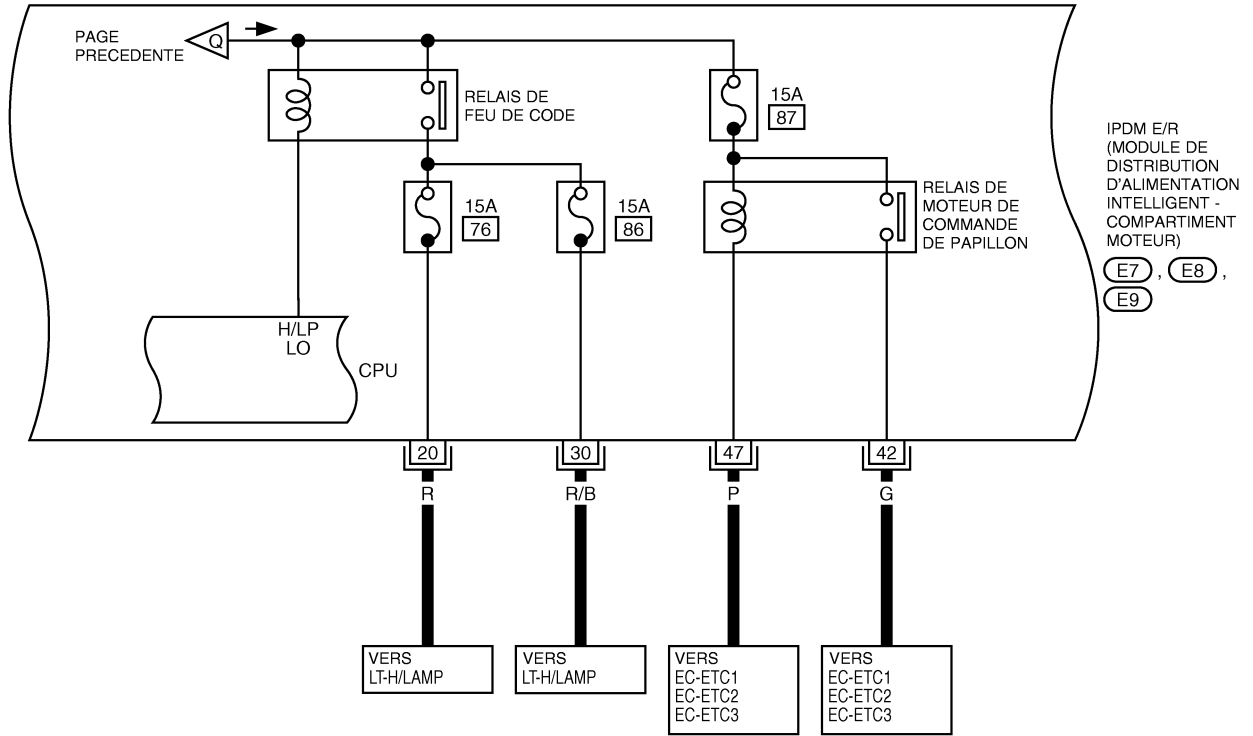 PAGE
PRECEDENTE
Q
RELAIS DE
FEU DE CODE
15A
87
IPDM E/R
(MODULE DE
DISTRIBUTION
D'ALIMENTATION
INTELLIGENT -
COMPARTIMENT
MOTEUR)
E7 , E8 ,
E9
15A
76
15A
86
RELAIS DE
MOTEUR DE
COMMANDE
DE PAPILLON
H/LP
LO
CPU
20
30
47
42
R
R/B
P
G
VERS
LT-H/LAMP
VERS
LT-H/LAMP
VERS
EC-ETC1
EC-ETC2
EC-ETC3
VERS
EC-ETC1
EC-ETC2
EC-ETC3